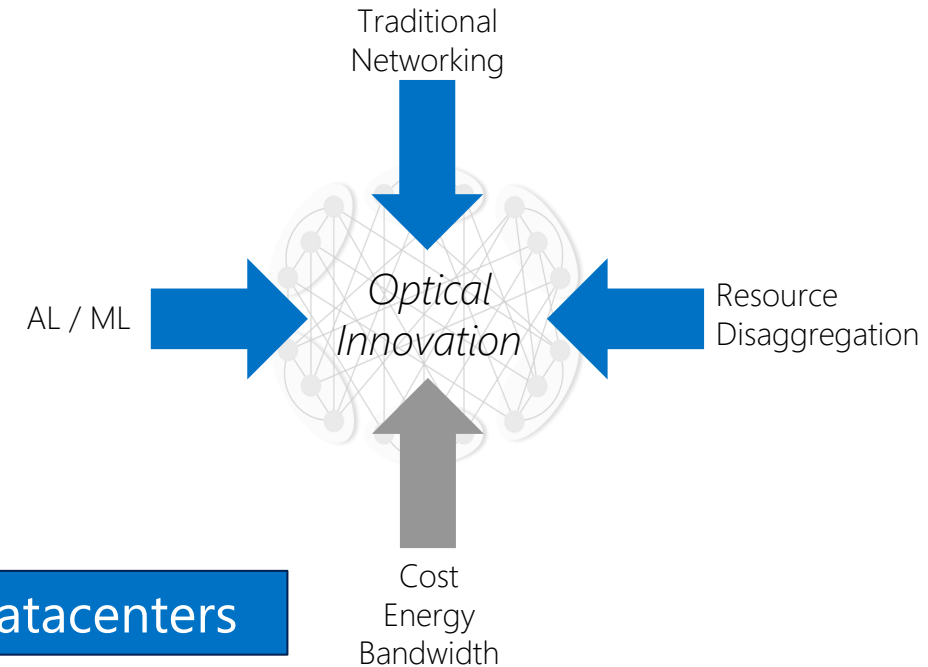 Traditional
Networking
AL / ML
Optical
Innovation
Resource
Disaggregation
Cost
Energy
Bandwidth
atacenters